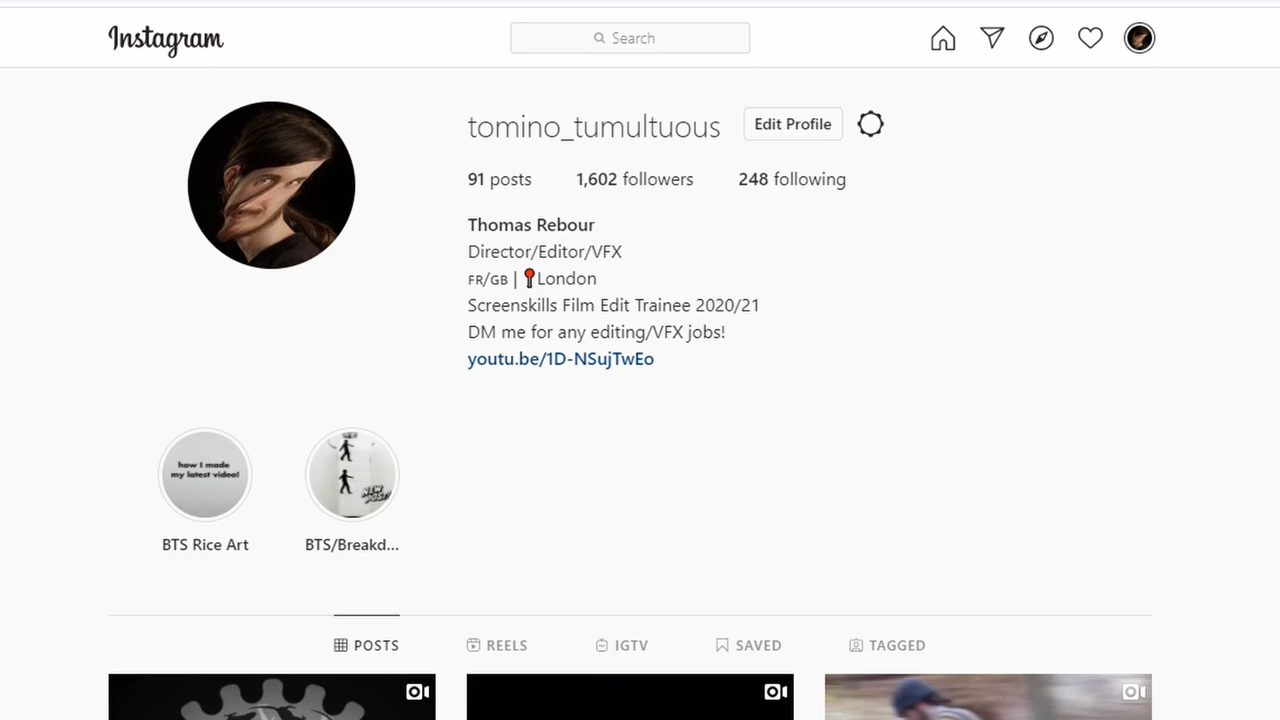 Instagram
Search
tomino_tumultuous Edit Profile
91 posts 1,602 followers 248 following
Thomas Rebour
Director/Editor/VFX
FR/GB | 📍London
Screenskills Film Edit Trainee 2020/21
DM me for any editing/VFX jobs!
youtu.be/1D-NSujTwEo
how I made
my latest video!
NEW
POST!
BTS Rice Art BTS/Breakd...
POSTS REELS IGTV SAVED TAGGED